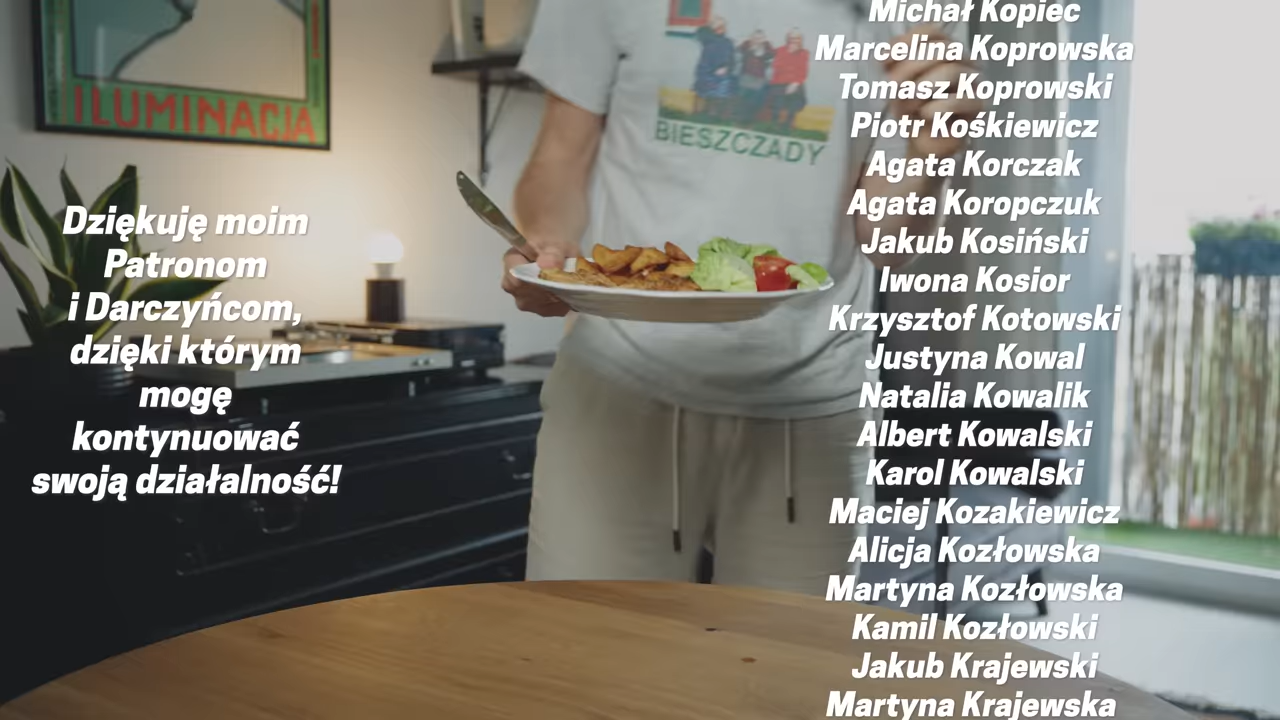 ILUMINACJA
BIESZCZADY
Dziękuję moim
Patronom
i Darczyńcom,
dzięki którym
mogę
kontynuować
swoją działalność!
Michał Kopiec
Marcelina Koprowska
Tomasz Koprowski
Piotr Kośkiewicz
Agata Korczak
Agata Koropczuk
Jakub Kosiński
Iwona Kosior
Krzysztof Kotowski
Justyna Kowal
Natalia Kowalik
Albert Kowalski
Karol Kowalski
Maciej Kozakiewicz
Alicja Kozłowska
Martyna Kozłowska
Kamil Kozłowski
Jakub Krajewski
Martyna Krajewska